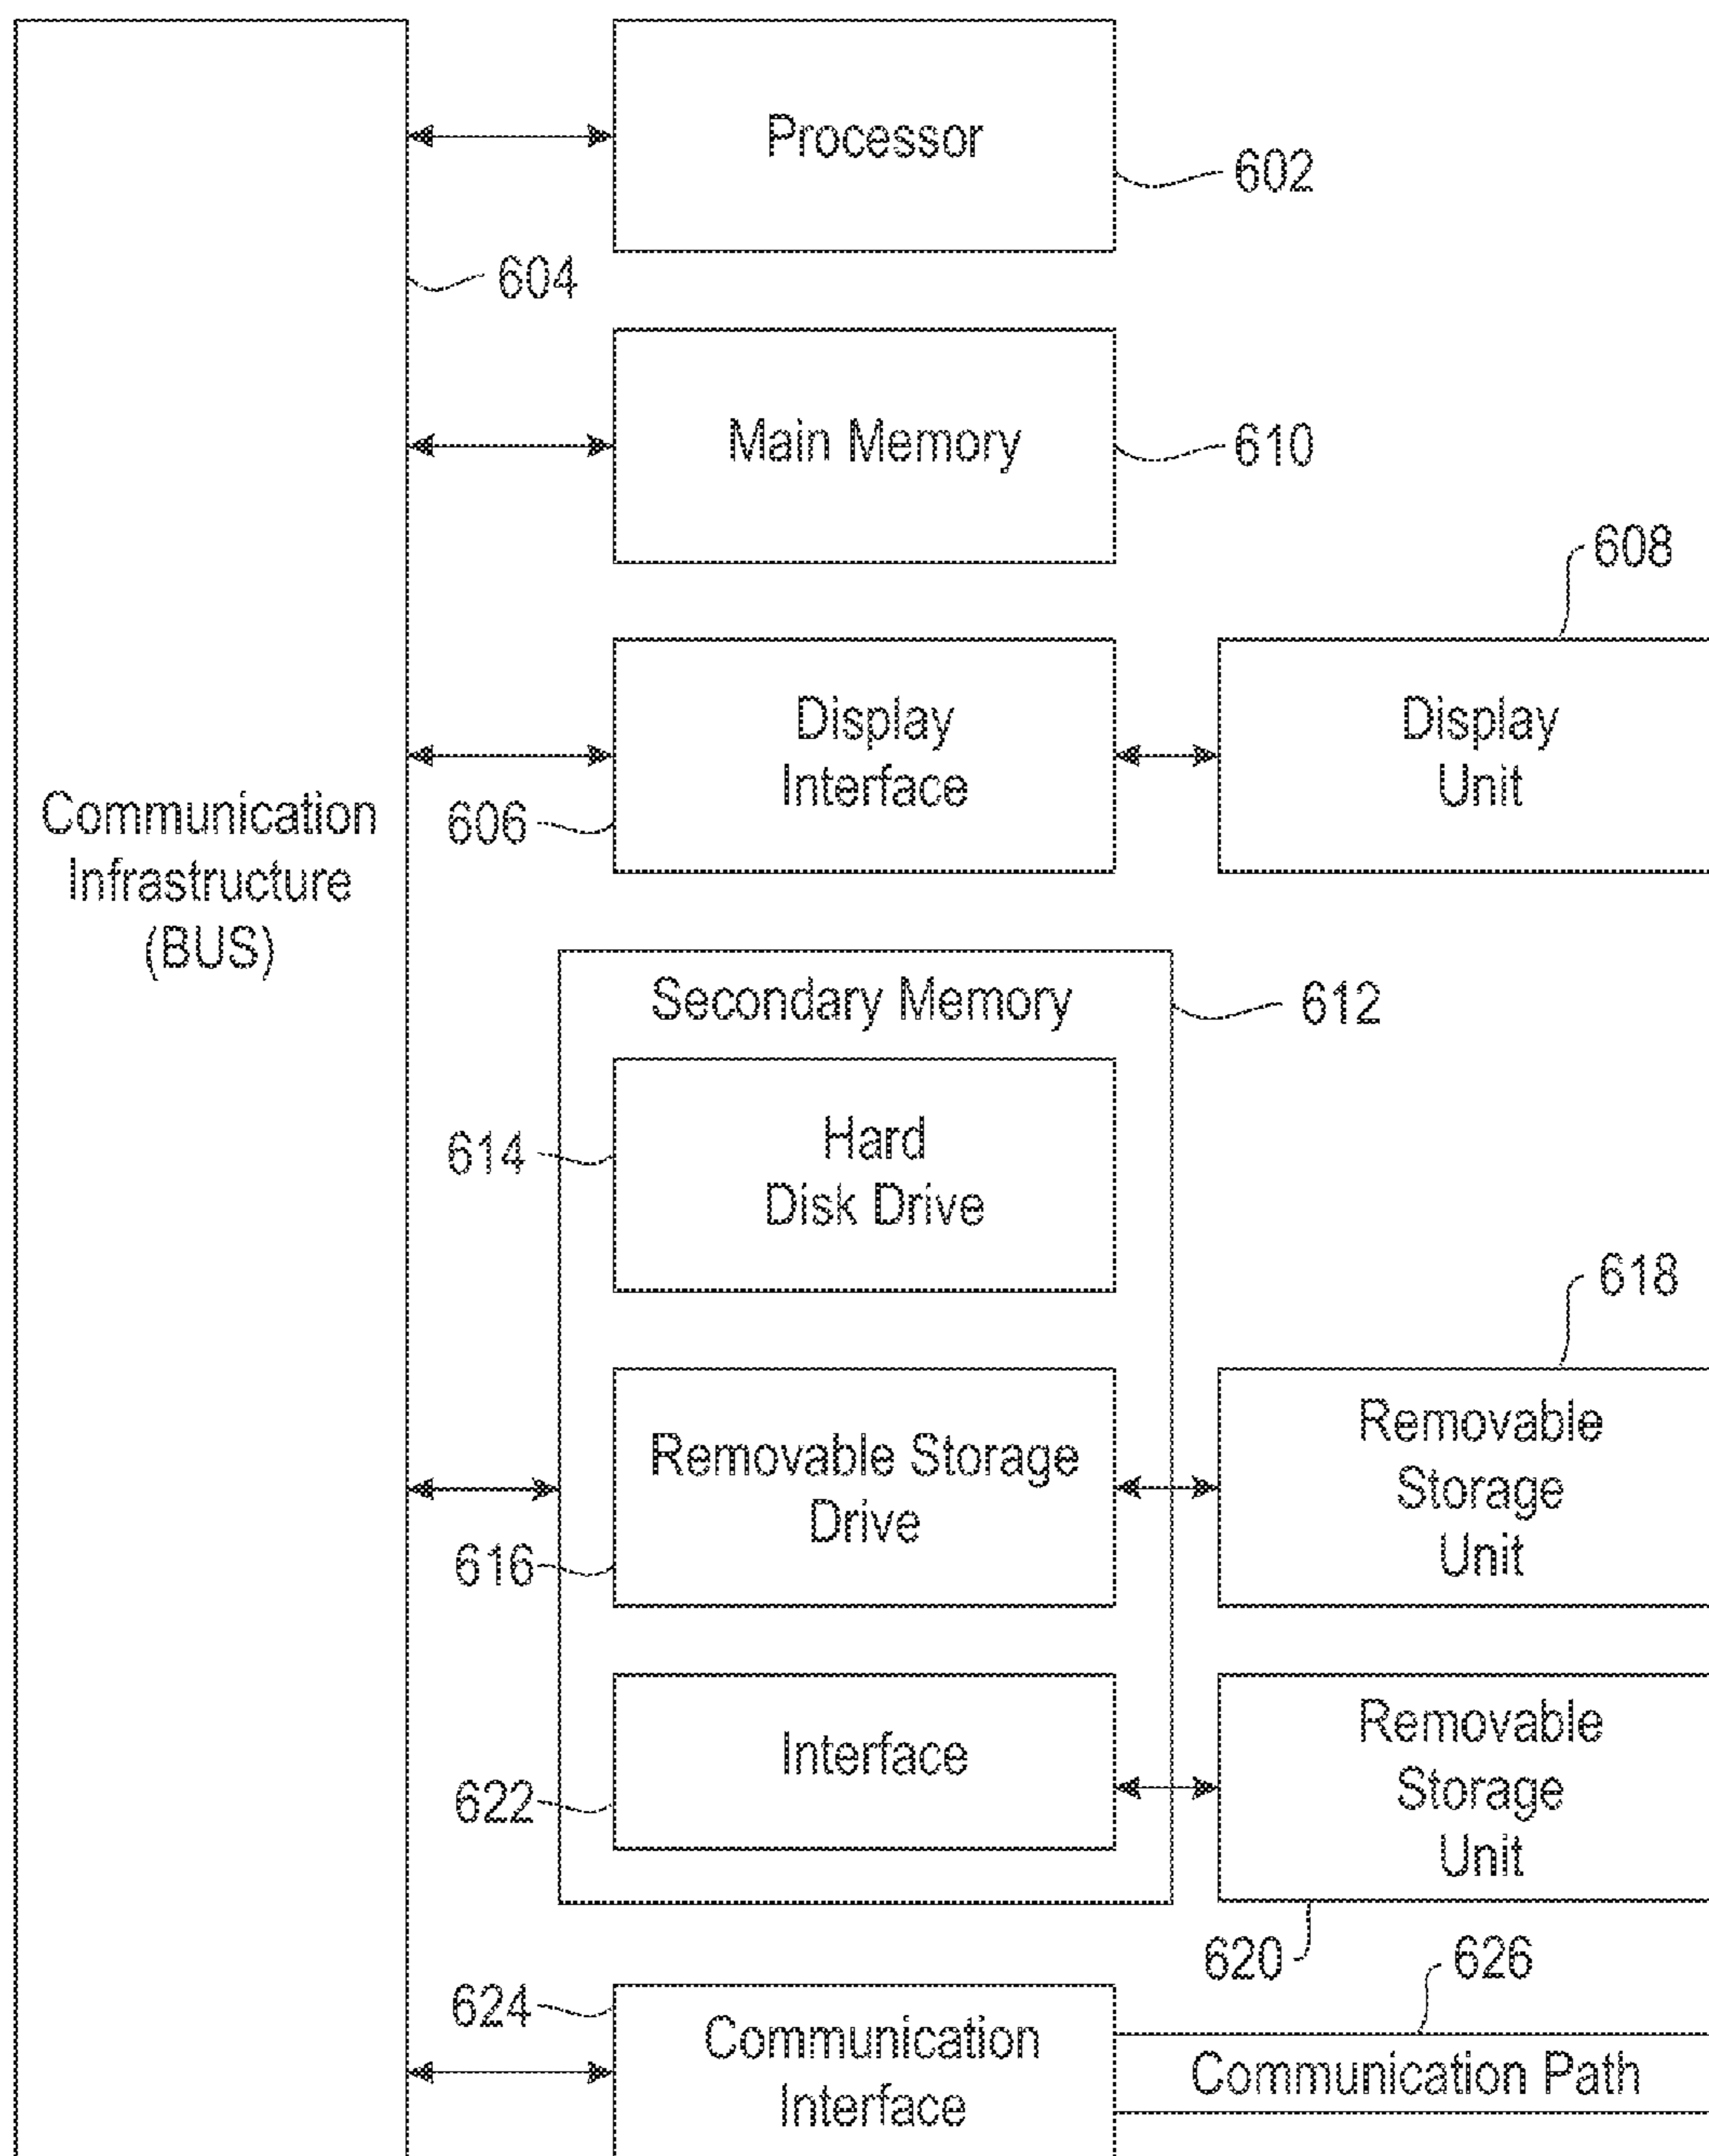 Processor
602
604
Main Memory
610
608
Display
Interface
606
Display
Unit
Communication
Infrastructure
(BUS)
Secondary Memory
612
Hard
Disk Drive
614
618
Removable Storage
Drive
616
Removable
Storage
Unit
Interface
622
Removable
Storage
Unit
620
626
624
Communication
Interface
Communication Path